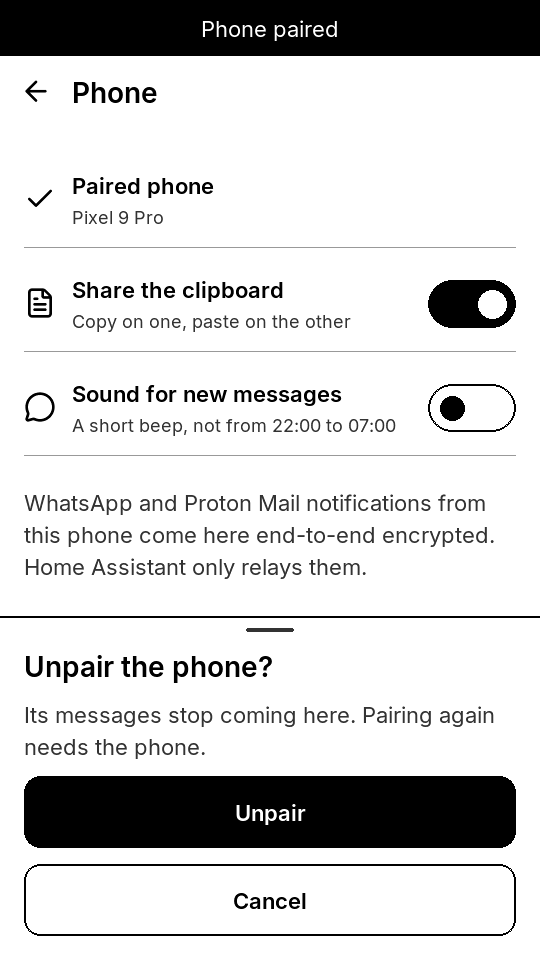 Phone paired
Phone
Paired phone
Pixel 9 Pro
Share the clipboard
Copy on one, paste on the other
Sound for new messages
A short beep, not from 22:00 to 07:00
WhatsApp and Proton Mail notifications from
this phone come here end-to-end encrypted.
Home Assistant only relays them.
Unpair the phone?
Its messages stop coming here. Pairing again
needs the phone.
Unpair
Cancel